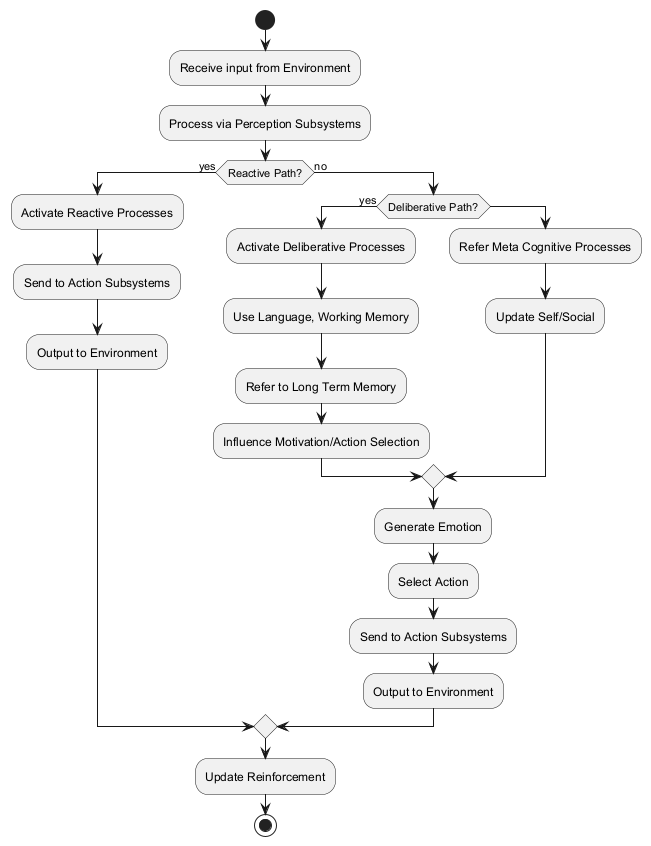 Receive input from Environment
Process via Perception Subsystems
yes
Reactive Path?
no
Activate Reactive Processes
Send to Action Subsystems
Output to Environment
yes
Deliberative Path?
Activate Deliberative Processes
Use Language, Working Memory
Refer to Long Term Memory
Influence Motivation/Action Selection
Refer Meta Cognitive Processes
Update Self/Social
Generate Emotion
Select Action
Send to Action Subsystems
Output to Environment
Update Reinforcement